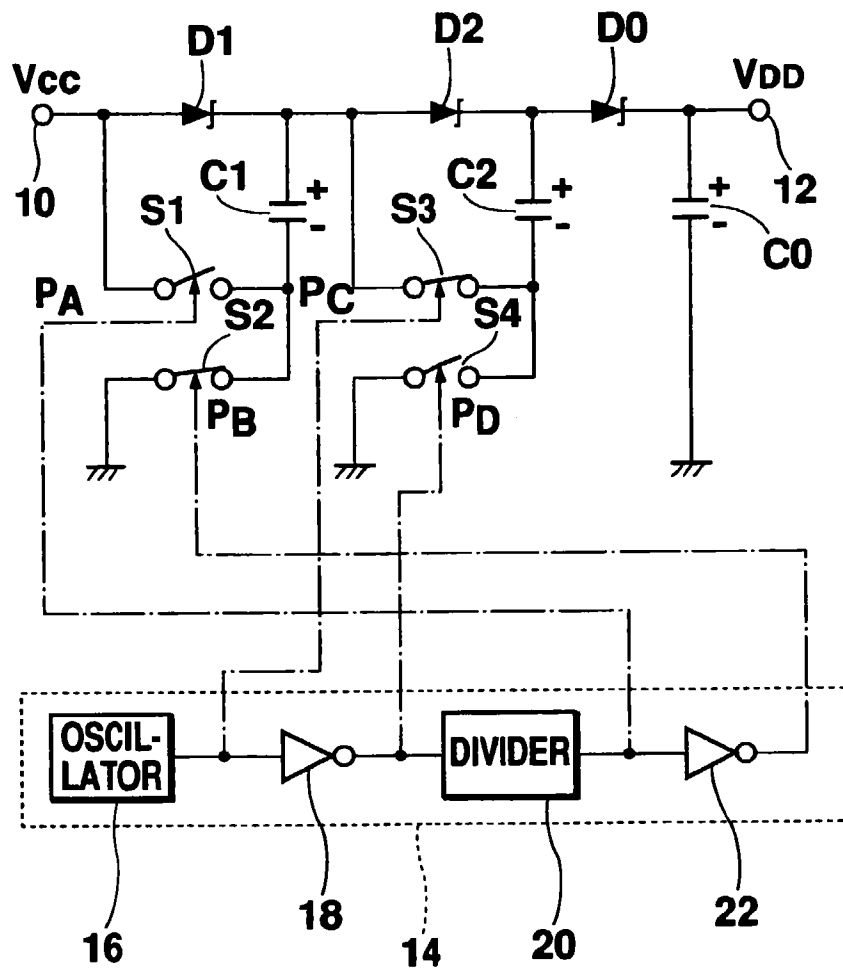 D1
D2
D0
VCC
VDD
10
12
C1
+
-
C2
+
-
+
-
C0
S1
S3
PA
PC
S2
S4
PB
PD
OSCIL-
LATOR
DIVIDER
16
18
14
20
22